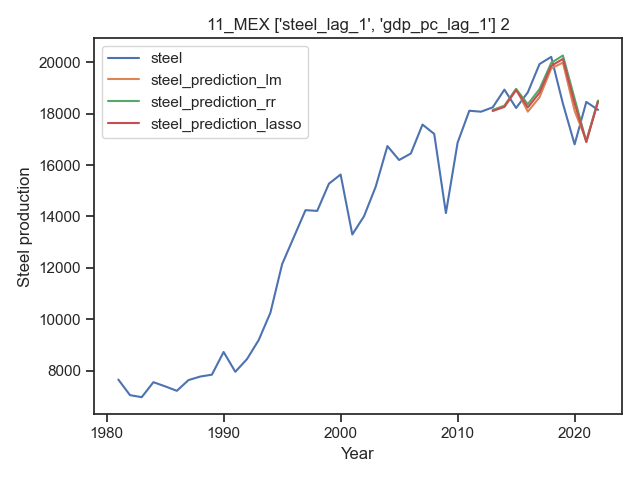 11_MEX ['steel_lag_1', 'gdp_pc_lag_1'] 2
steel
steel_prediction_lm
steel_prediction_rr
steel_prediction_lasso
Steel production
20000
18000
16000
14000
12000
10000
8000
1980 1990 2000 2010 2020
Year